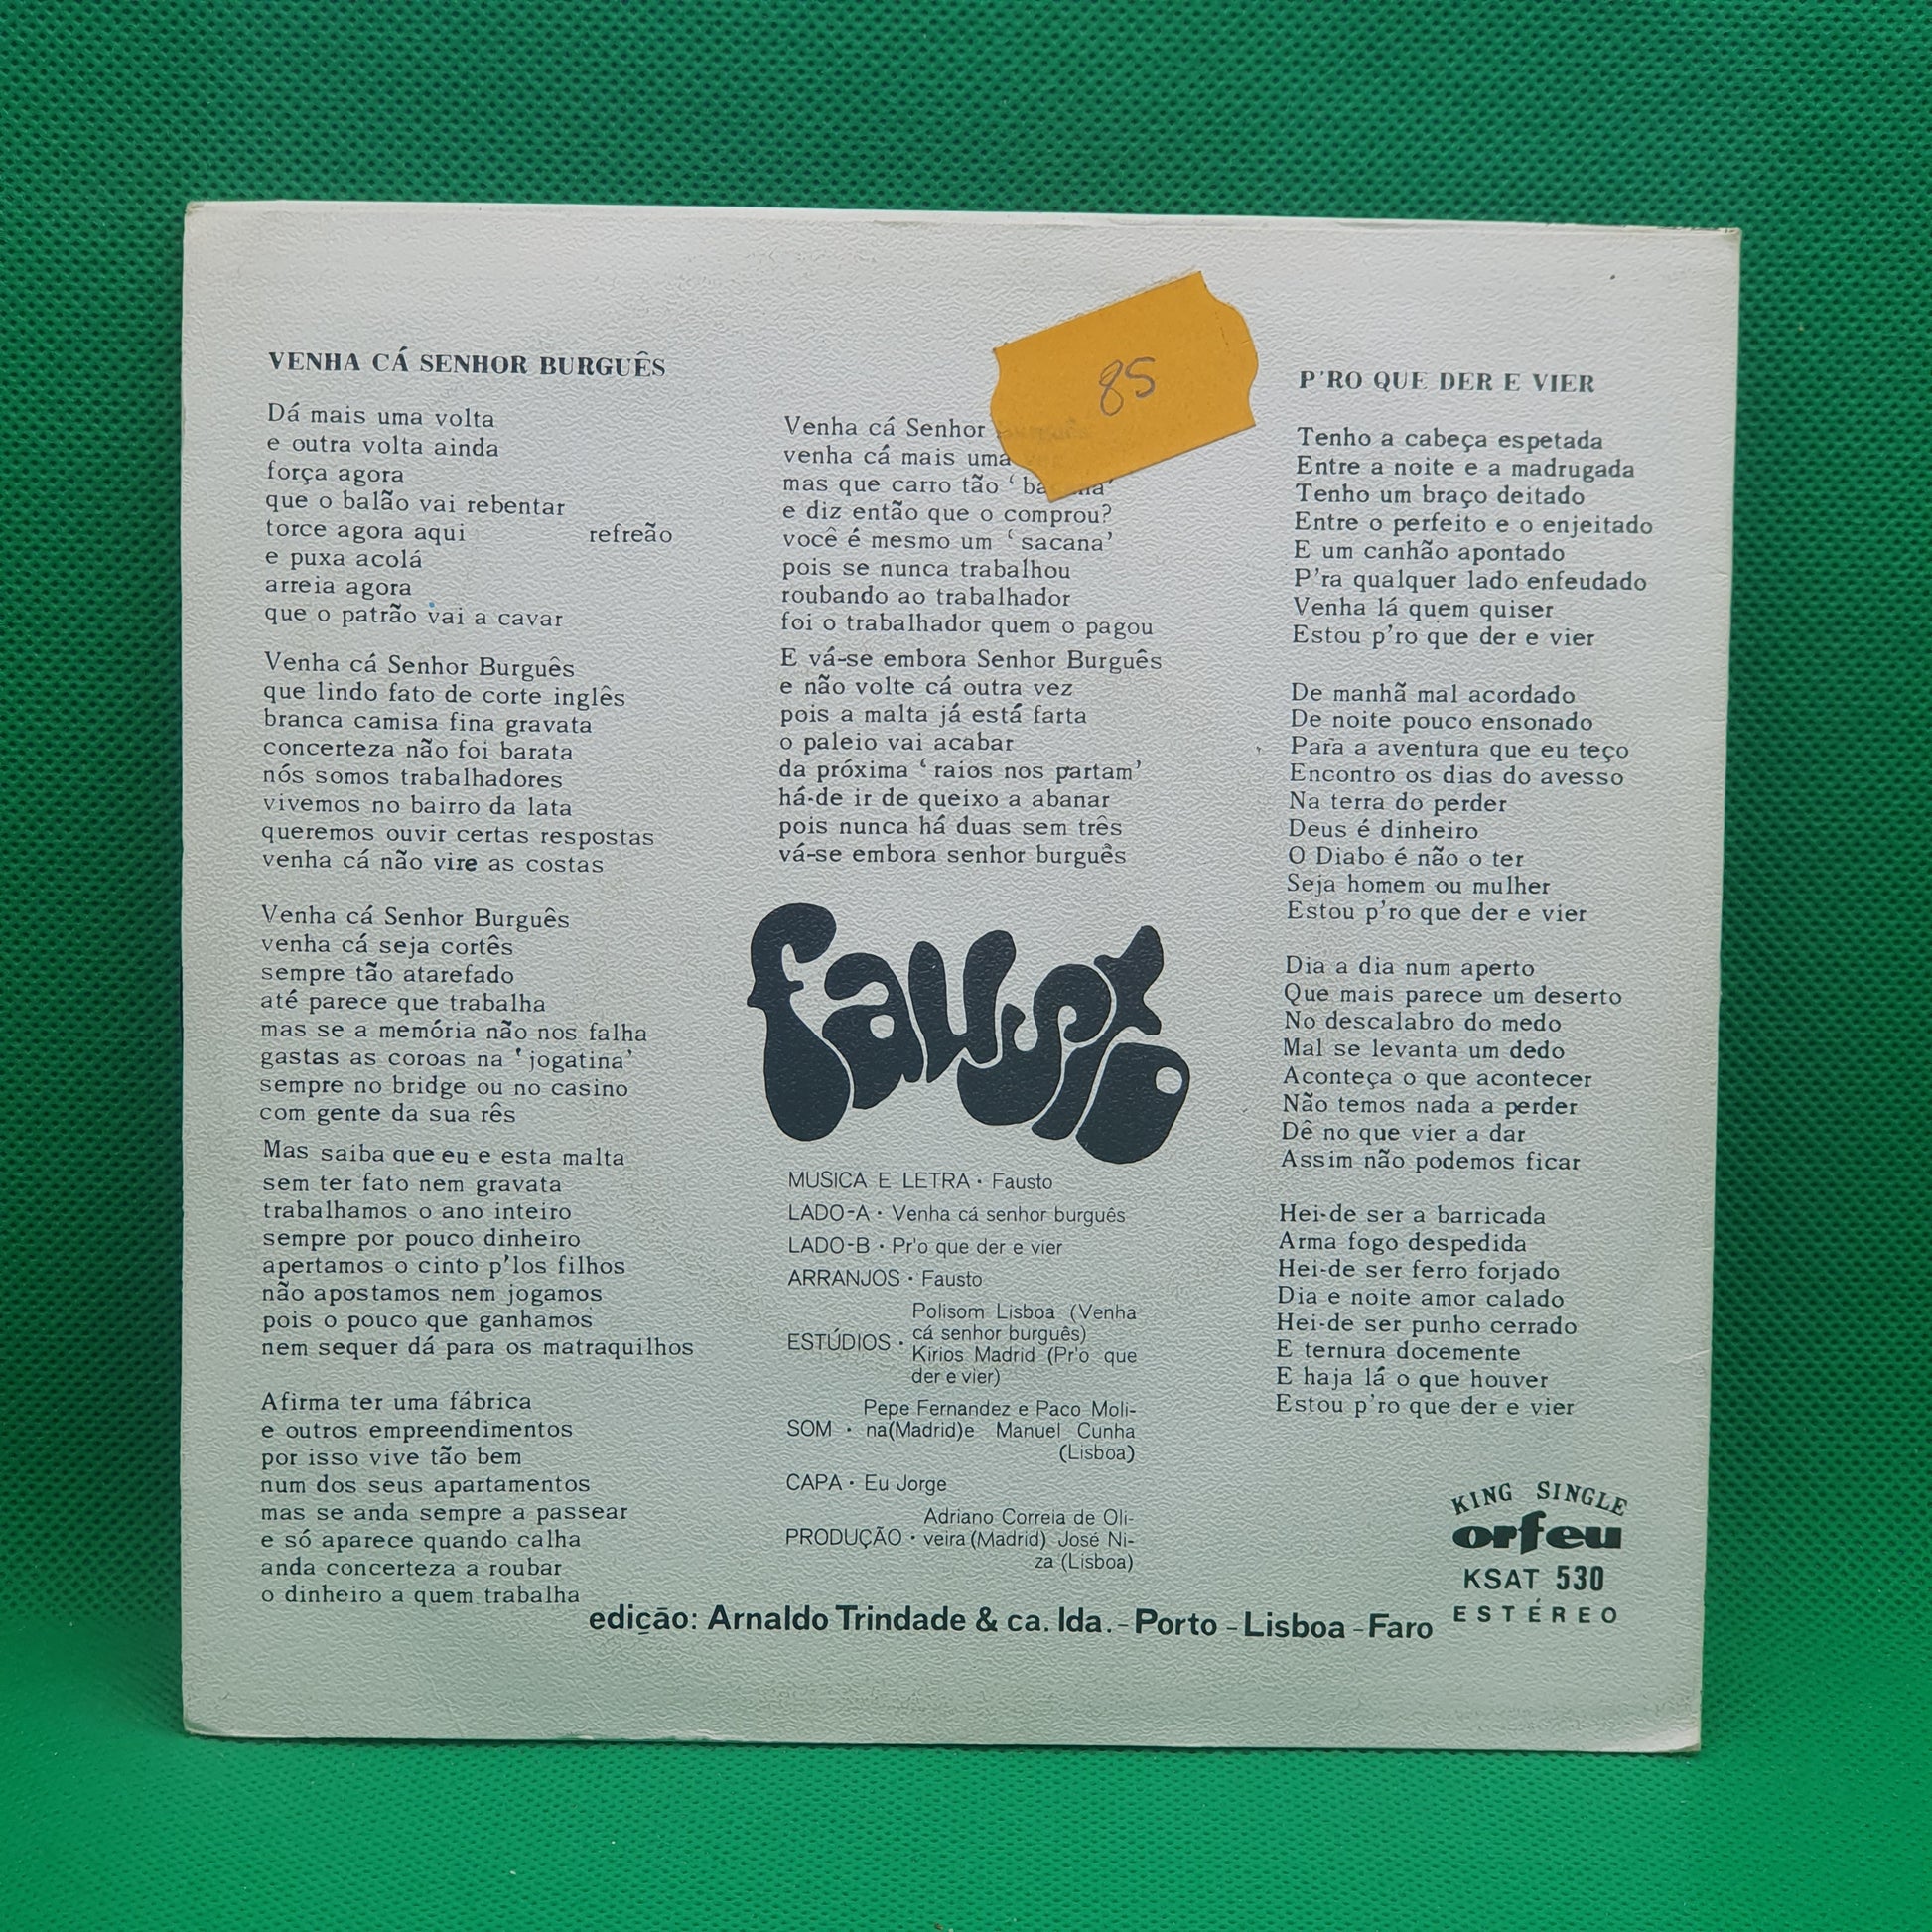 VENHA CÁ SENHOR BURGUÊS
Dá mais uma volta
e outra volta ainda
força agora
que o balão vai rebentar
torce agora aqui refreão
e puxa acolá
arreia agora
que o patrão vai a cavar
Venha cá Senhor Burguês
que lindo fato de corte inglês
branca camisa fina gravata
concerteza não foi barata
nós somos trabalhadores
vivemos no bairro da lata
queremos ouvir certas respostas
venha cá não vire as costas
Venha cá Senhor Burguês
venha cá seja cortês
sempre tão atarefado
até parece que trabalha
mas se a memória não nos falha
gastas as coroas na ‘jogatina’
sempre no bridge ou no casino
com gente da sua rês
Mas saiba que eu e esta malta
sem ter fato nem gravata
trabalhamos o ano inteiro
sempre por pouco dinheiro
apertamos o cinto p’los filhos
não apostamos nem jogamos
pois o pouco que ganhamos
nem sequer dá para os matraquilhos
Afirma ter uma fábrica
e outros empreendimentos
por isso vive tão bem
num dos seus apartamentos
mas se anda sempre a passear
e só aparece quando calha
anda concerteza a roubar
o dinheiro a quem trabalha
85
Venha cá Senhor
venha cá mais uma
mas que carro tão
e diz então que o comprou?
você é mesmo um ‘sacana’
pois se nunca trabalhou
roubando ao trabalhador
foi o trabalhador quem o pagou
E vá-se embora Senhor Burguês
e não volte cá outra vez
pois a malta já está farta
o paleio vai acabar
da próxima ‘raios nos partam’
há-de ir de queixo a abanar
pois nunca há duas sem três
vá-se embora senhor burguês
fausto
MUSICA E LETRA · Fausto
LADO-A · Venha cá senhor burguês
LADO-B · Pr'o que der e vier
ARRANJOS · Fausto
Polisom Lisboa (Venha
ESTÚDIOS · cá senhor burguês)
Kirios Madrid (Pr'o que
der e vier)
Pepe Fernandez e Paco Moli-
SOM · na(Madrid)e Manuel Cunha
(Lisboa)
CAPA · Eu Jorge
Adriano Correia de Oli-
PRODUÇÃO · veira (Madrid) José Ni-
za (Lisboa)
P'RO QUE DER E VIER
Tenho a cabeça espetada
Entre a noite e a madrugada
Tenho um braço deitado
Entre o perfeito e o enjeitado
E um canhão apontado
P’ra qualquer lado enfeudado
Venha lá quem quiser
Estou p’ro que der e vier
De manhã mal acordado
De noite pouco ensonado
Para a aventura que eu teço
Encontro os dias do avesso
Na terra do perder
Deus é dinheiro
O Diabo é não o ter
Seja homem ou mulher
Estou p’ro que der e vier
Dia a dia num aperto
Que mais parece um deserto
No descalabro do medo
Mal se levanta um dedo
Aconteça o que acontecer
Não temos nada a perder
Dê no que vier a dar
Assim não podemos ficar
Hei-de ser a barricada
Arma fogo despedida
Hei-de ser ferro forjado
Dia e noite amor calado
Hei-de ser punho cerrado
E ternura docemente
E haja lá o que houver
Estou p’ro que der e vier
KING SINGLE
orfeu
KSAT 530
ESTÉREO
edição: Arnaldo Trindade & ca. lda. - Porto - Lisboa - Faro